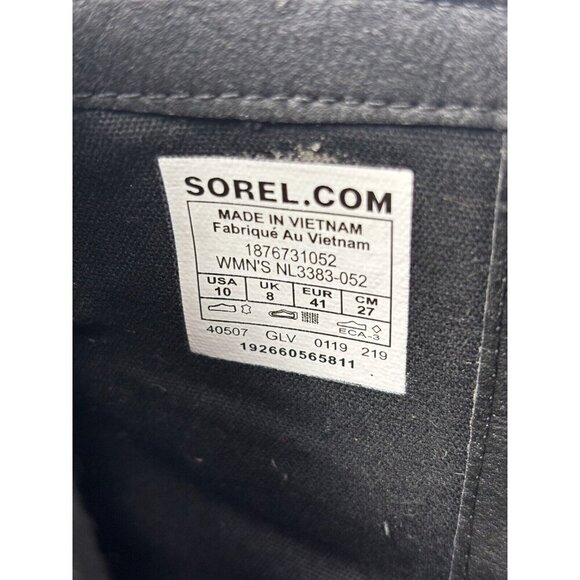 SOREL.COM
MADE IN VIETNAM
Fabriqué Au Vietnam
1876731052
WMN'S NL3383-052
USA UK EUR CM
10 8 41 27
ECA-3
40507 GLV 0119 219
192660565811